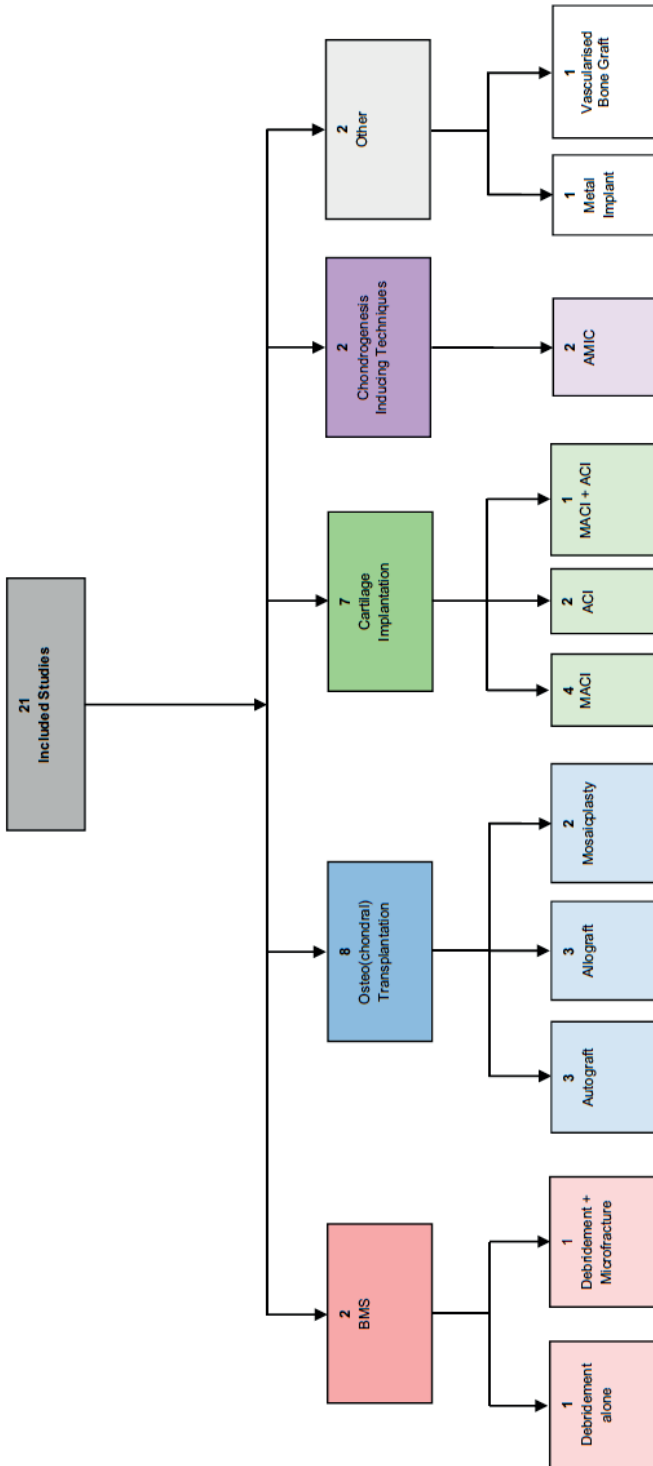 21
Included Studies
2
BMS
8
Osteo(chondral)
Transplantation
7
Cartilage
Implantation
2
Chondrogenesis
Inducing Techniques
2
Other
1
Debridement
alone
1
Debridement +
Microfracture
3
Autograft
3
Allograft
2
Mosaicplasty
4
MACI
2
ACI
1
MACI + ACI
2
AMIC
1
Metal
Implant
1
Vascularised
Bone Graft